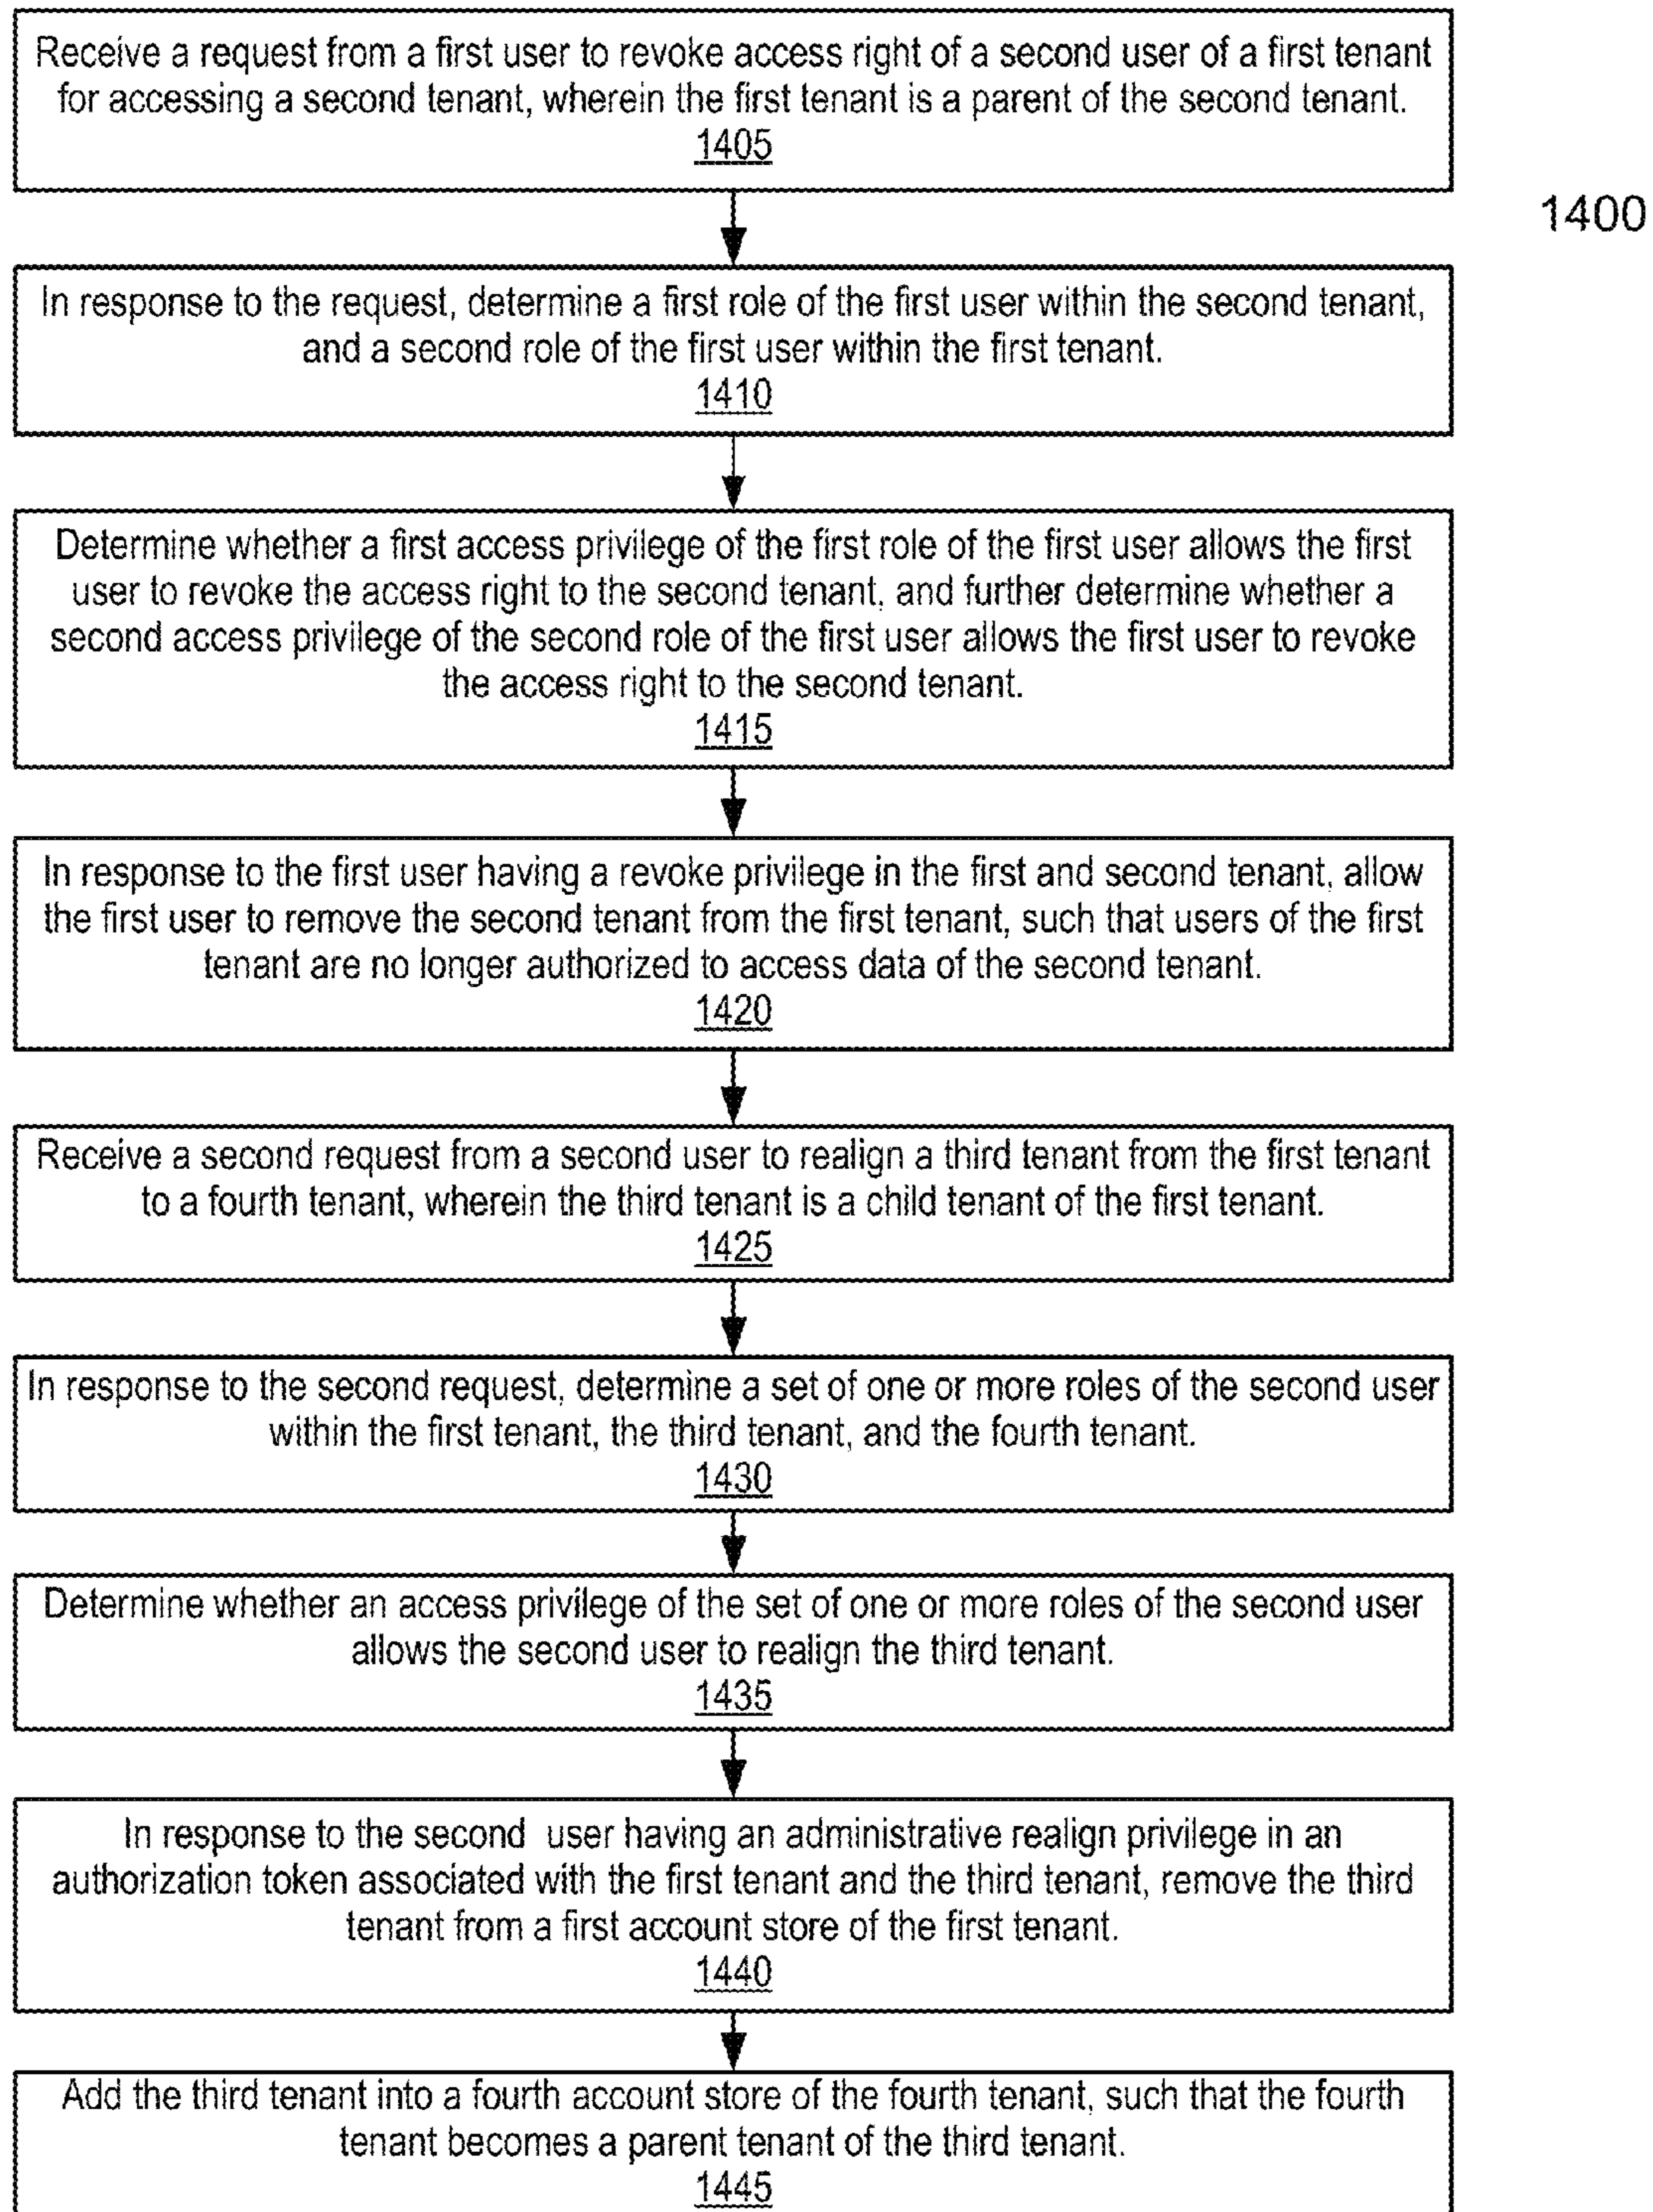 Receive a request from a first user to revoke access right of a second user of a first tenant
for accessing a second tenant, wherein the first tenant is a parent of the second tenant.
1405
1400
In response to the request, determine a first role of the first user within the second tenant,
and a second role of the first user within the first tenant.
1410
Determine whether a first access privilege of the first role of the first user allows the first
user to revoke the access right to the second tenant, and further determine whether a
second access privilege of the second role of the first user allows the first user to revoke
the access right to the second tenant.
1415
In response to the first user having a revoke privilege in the first and second tenant, allow
the first user to remove the second tenant from the first tenant, such that users of the first
tenant are no longer authorized to access data of the second tenant.
1420
Receive a second request from a second user to realign a third tenant from the first tenant
to a fourth tenant, wherein the third tenant is a child tenant of the first tenant.
1425
In response to the second request, determine a set of one or more roles of the second user
within the first tenant, the third tenant, and the fourth tenant.
1430
Determine whether an access privilege of the set of one or more roles of the second user
allows the second user to realign the third tenant.
1435
In response to the second user having an administrative realign privilege in an
authorization token associated with the first tenant and the third tenant, remove the third
tenant from a first account store of the first tenant.
1440
Add the third tenant into a fourth account store of the fourth tenant, such that the fourth
tenant becomes a parent tenant of the third tenant.
1445